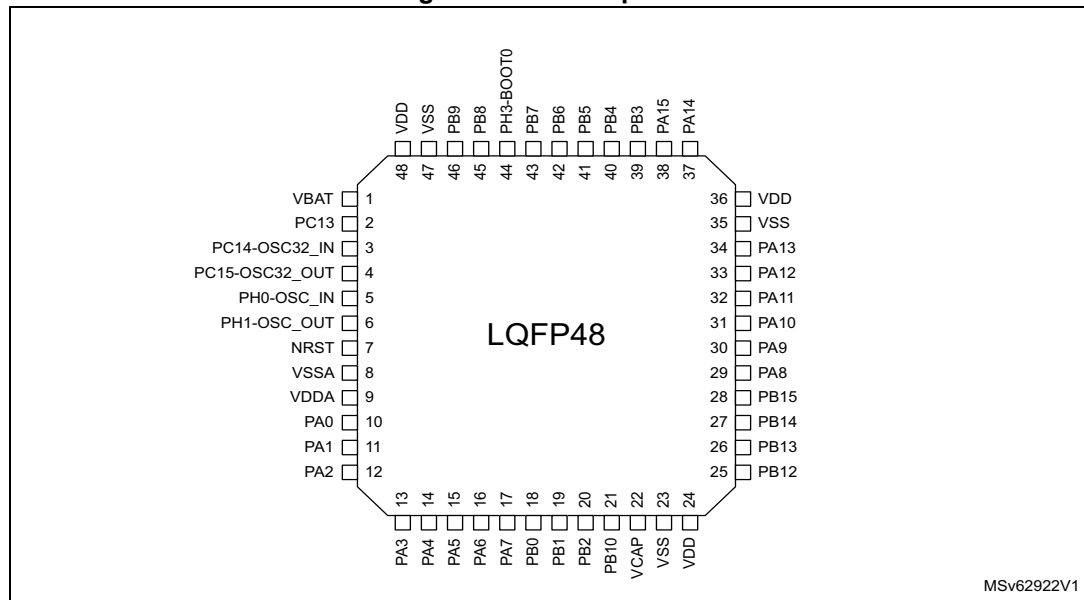 VDD
VSS
PB9
PB8
PH3-BOOT0
PB7
PB6
PB5
PB4
PB3
PA15
PA14
48
47
46
45
44
43
42
41
40
39
38
37
VBAT 1
PC13 2
PC14-OSC32_IN 3
PC15-OSC32_OUT 4
PH0-OSC_IN 5
PH1-OSC_OUT 6
NRST 7
VSSA 8
VDDA 9
PA0 10
PA1 11
PA2 12
LQFP48
36 VDD
35 VSS
34 PA13
33 PA12
32 PA11
31 PA10
30 PA9
29 PA8
28 PB15
27 PB14
26 PB13
25 PB12
13
14
15
16
17
18
19
20
21
22
23
24
PA3
PA4
PA5
PA6
PA7
PB0
PB1
PB2
PB10
VCAP
VSS
VDD
MSv62922V1